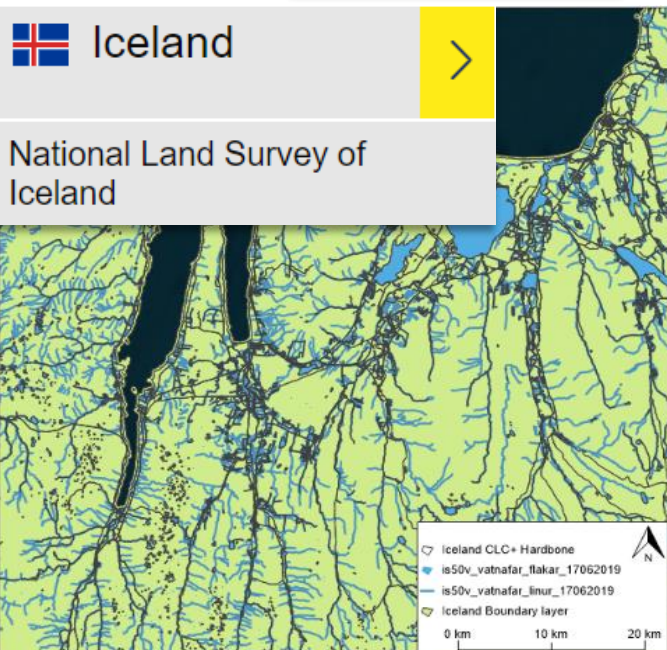 Iceland
National Land Survey of
Iceland
Iceland CLC+ Hardbone
is50v_vatnafar_flakar_17062019
is50v_vatnafar_linur_17062019
Iceland Boundary layer
N
0 km 10 km 20 km